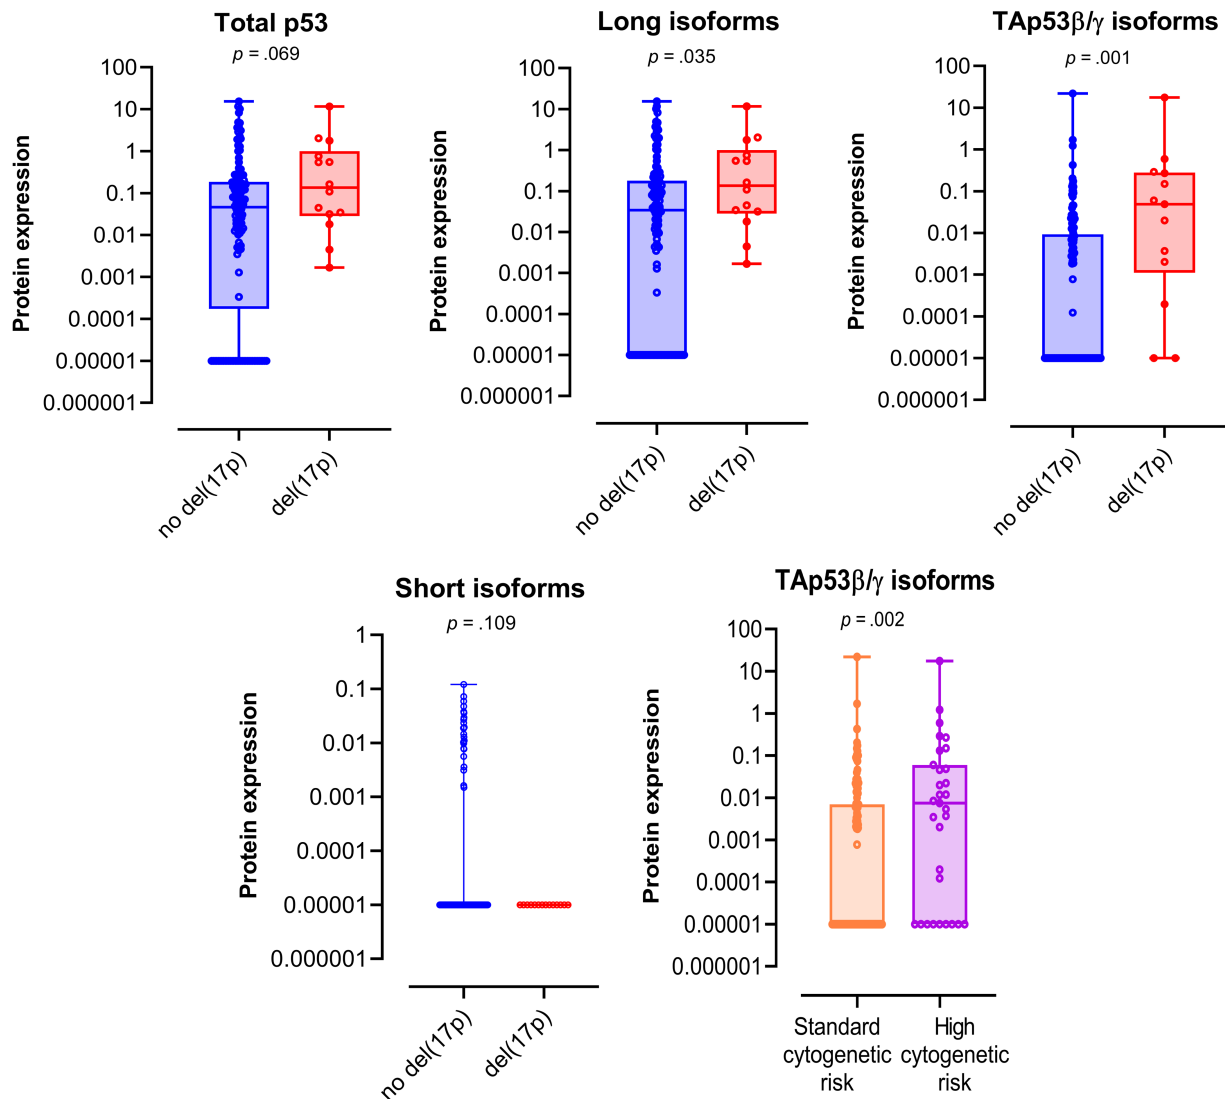 Total p53
p = .069
Protein expression
100
10
1
0.1
0.01
0.001
0.0001
0.00001
0.000001
no del(17p)
del(17p)
Long isoforms
p = .035
Protein expression
100
10
1
0.1
0.01
0.001
0.0001
0.00001
0.000001
no del(17p)
del(17p)
TAp53β/γ isoforms
p = .001
Protein expression
100
10
1
0.1
0.01
0.001
0.0001
0.00001
0.000001
no del(17p)
del(17p)
Short isoforms
p = .109
Protein expression
1
0.1
0.01
0.001
0.0001
0.00001
0.000001
no del(17p)
del(17p)
TAp53β/γ isoforms
p = .002
Protein expression
100
10
1
0.1
0.01
0.001
0.0001
0.00001
0.000001
Standard
cytogenetic
risk
High
cytogenetic
risk